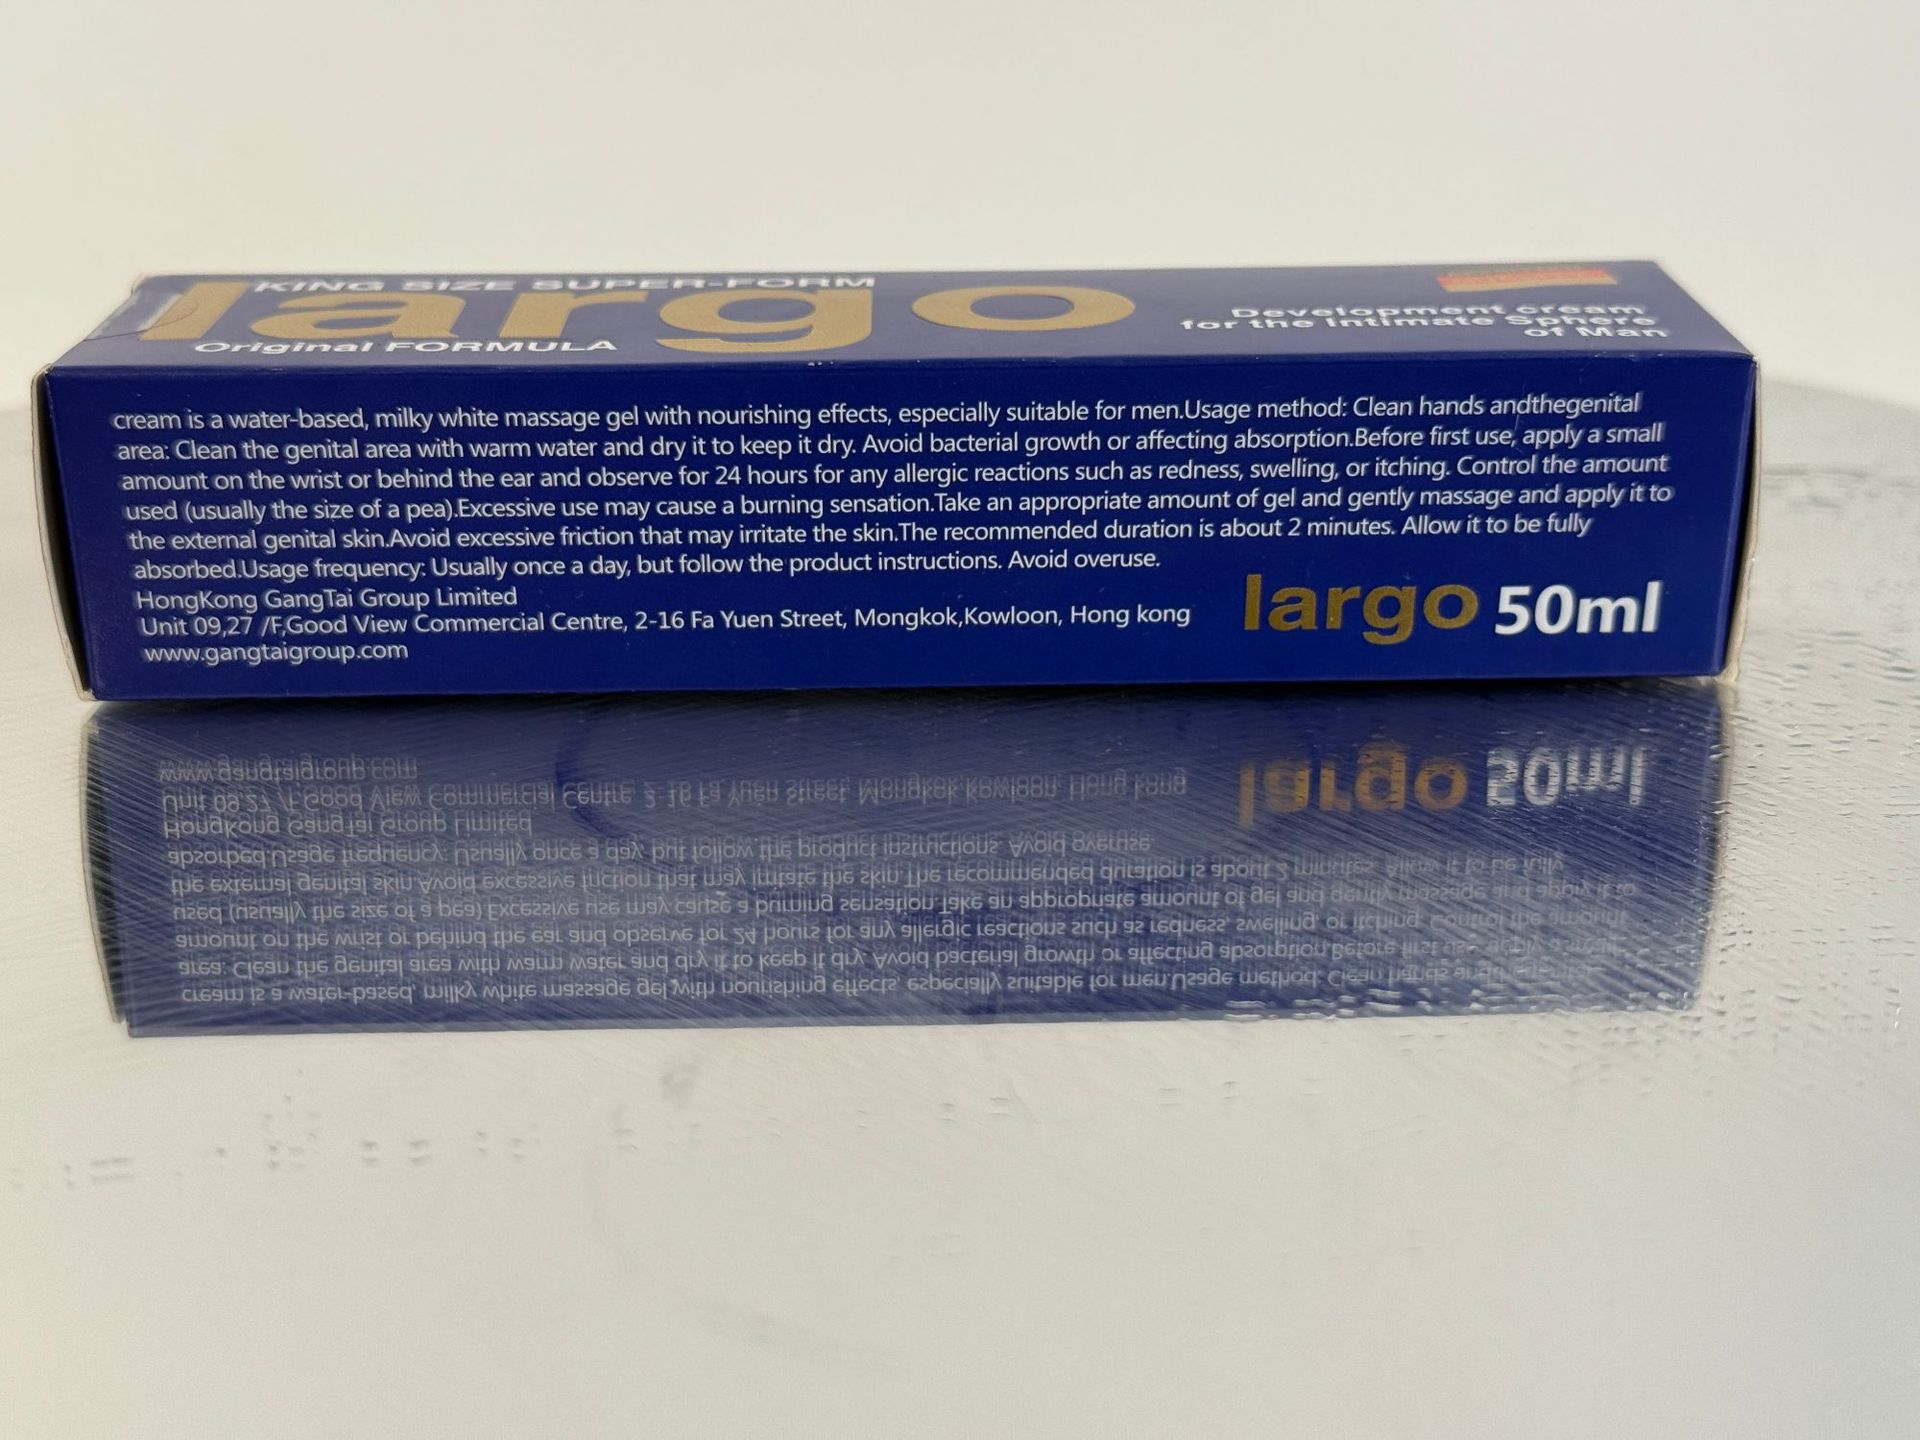 KING SIZE SUPER-FORM
largo
Original FORMULA
Development cream
for the Intimate Sphere
of Man
cream is a water-based, milky white massage gel with nourishing effects, especially suitable for men.Usage method: Clean hands andthegenital
area: Clean the genital area with warm water and dry it to keep it dry. Avoid bacterial growth or affecting absorption.Before first use, apply a small
amount on the wrist or behind the ear and observe for 24 hours for any allergic reactions such as redness, swelling, or itching. Control the amount
used (usually the size of a pea).Excessive use may cause a burning sensation.Take an appropriate amount of gel and gently massage and apply it to
the external genital skin.Avoid excessive friction that may irritate the skin.The recommended duration is about 2 minutes. Allow it to be fully
absorbed.Usage frequency: Usually once a day, but follow the product instructions. Avoid overuse.
HongKong GangTai Group Limited
Unit 09,27 /F,Good View Commercial Centre, 2-16 Fa Yuen Street, Mongkok,Kowloon, Hong kong
www.gangtaigroup.com
largo 50ml